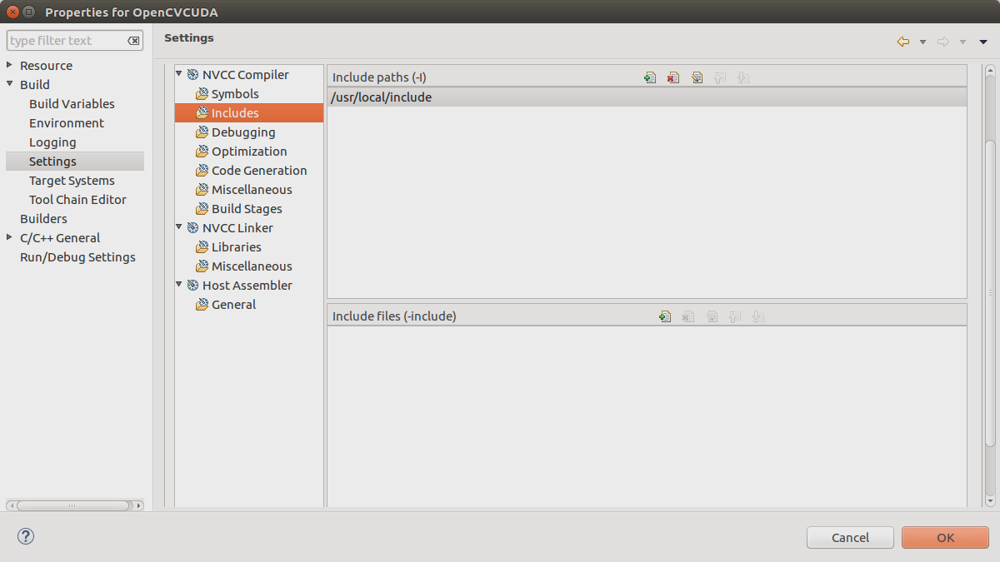 Properties for OpenCVCUDA
type filter text
Resource
Build
Build Variables
Environment
Logging
Settings
Target Systems
Tool Chain Editor
Builders
C/C++ General
Run/Debug Settings
Settings
NVCC Compiler
Symbols
Includes
Debugging
Optimization
Code Generation
Miscellaneous
Build Stages
NVCC Linker
Libraries
Miscellaneous
Host Assembler
General
Include paths (-I)
/usr/local/include
Include files (-include)
?
Cancel
OK